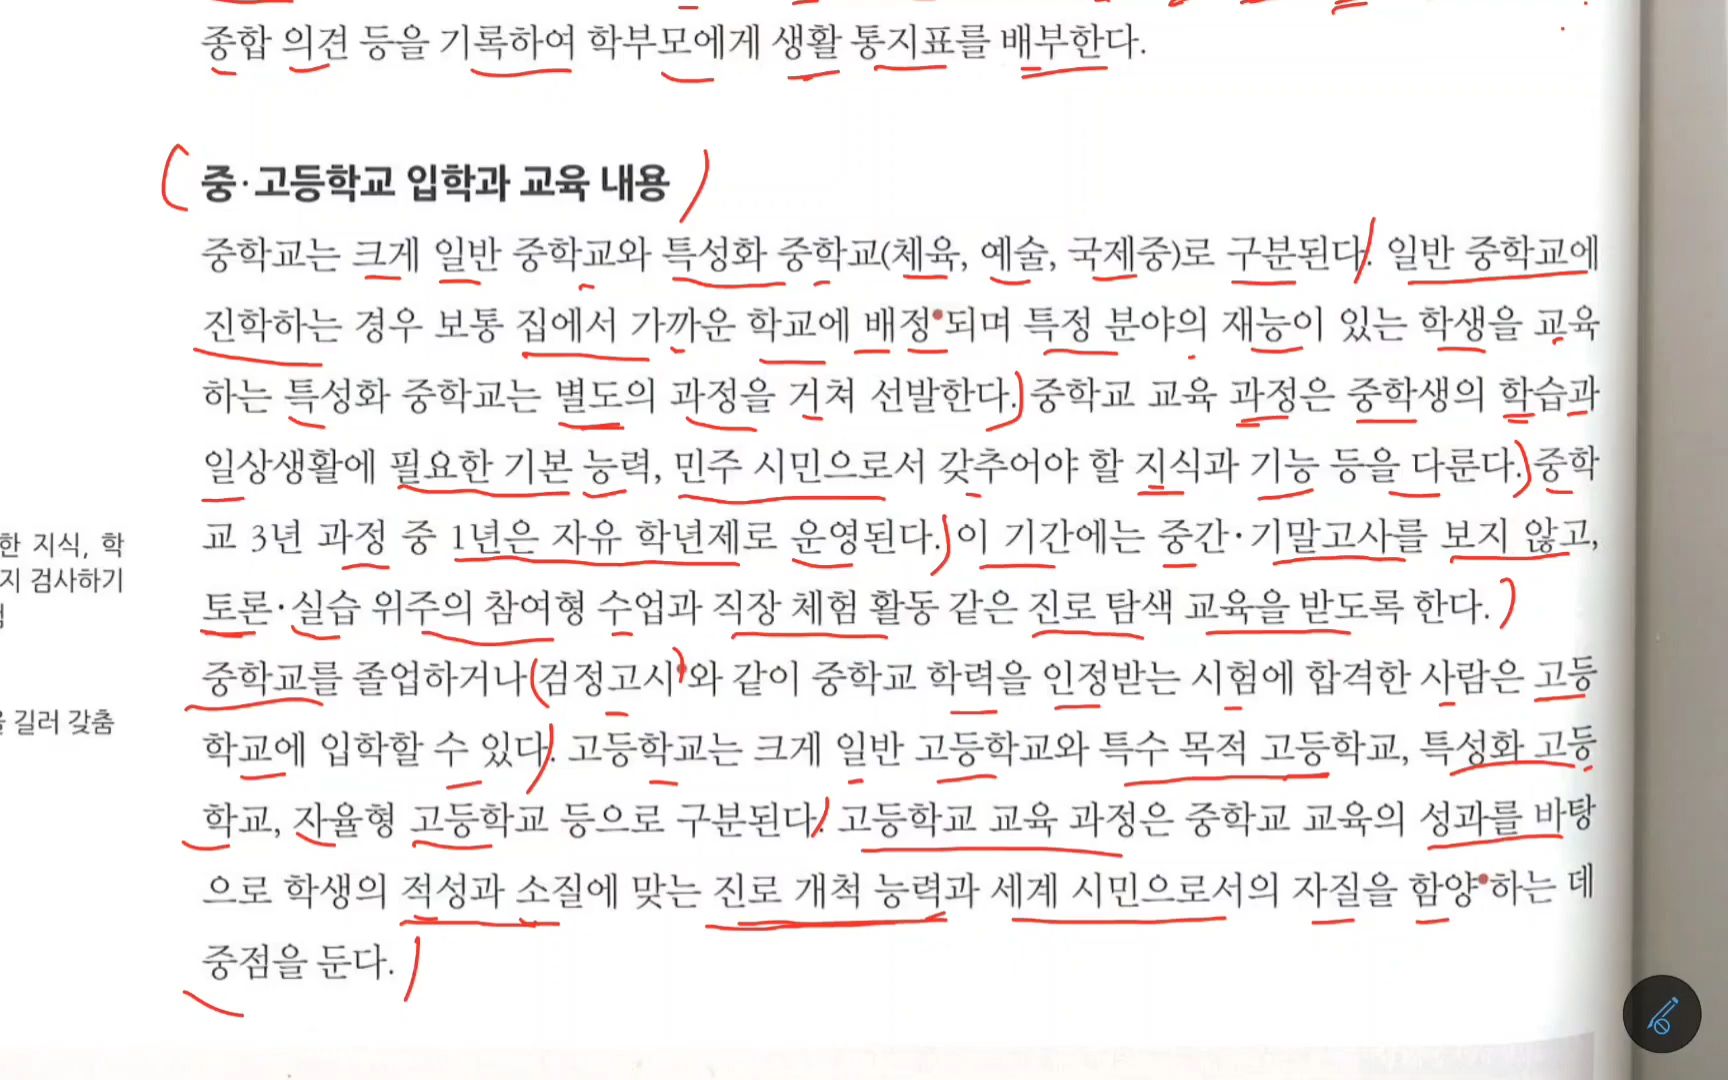 종합 의견 등을 기록하여 학부모에게 생활 통지표를 배부한다.
중·고등학교 입학과 교육 내용
중학교는 크게 일반 중학교와 특성화 중학교(체육, 예술, 국제중)로 구분된다. 일반 중학교에
진학하는 경우 보통 집에서 가까운 학교에 배정되며 특정 분야의 재능이 있는 학생을 교육
하는 특성화 중학교는 별도의 과정을 거쳐 선발한다. 중학교 교육 과정은 중학생의 학습과
일상생활에 필요한 기본 능력, 민주 시민으로서 갖추어야 할 지식과 기능 등을 다룬다. 중학
교 3년 과정 중 1년은 자유 학년제로 운영된다. 이 기간에는 중간·기말고사를 보지 않고,
토론·실습 위주의 참여형 수업과 직장 체험 활동 같은 진로 탐색 교육을 받도록 한다.
중학교를 졸업하거나 검정고시와 같이 중학교 학력을 인정받는 시험에 합격한 사람은 고등
학교에 입학할 수 있다. 고등학교는 크게 일반 고등학교와 특수 목적 고등학교, 특성화 고등
학교, 자율형 고등학교 등으로 구분된다. 고등학교 교육 과정은 중학교 교육의 성과를 바탕
으로 학생의 적성과 소질에 맞는 진로 개척 능력과 세계 시민으로서의 자질을 함양하는 데
중점을 둔다.
한 지식, 학
지 검사하기
길러 갖춤